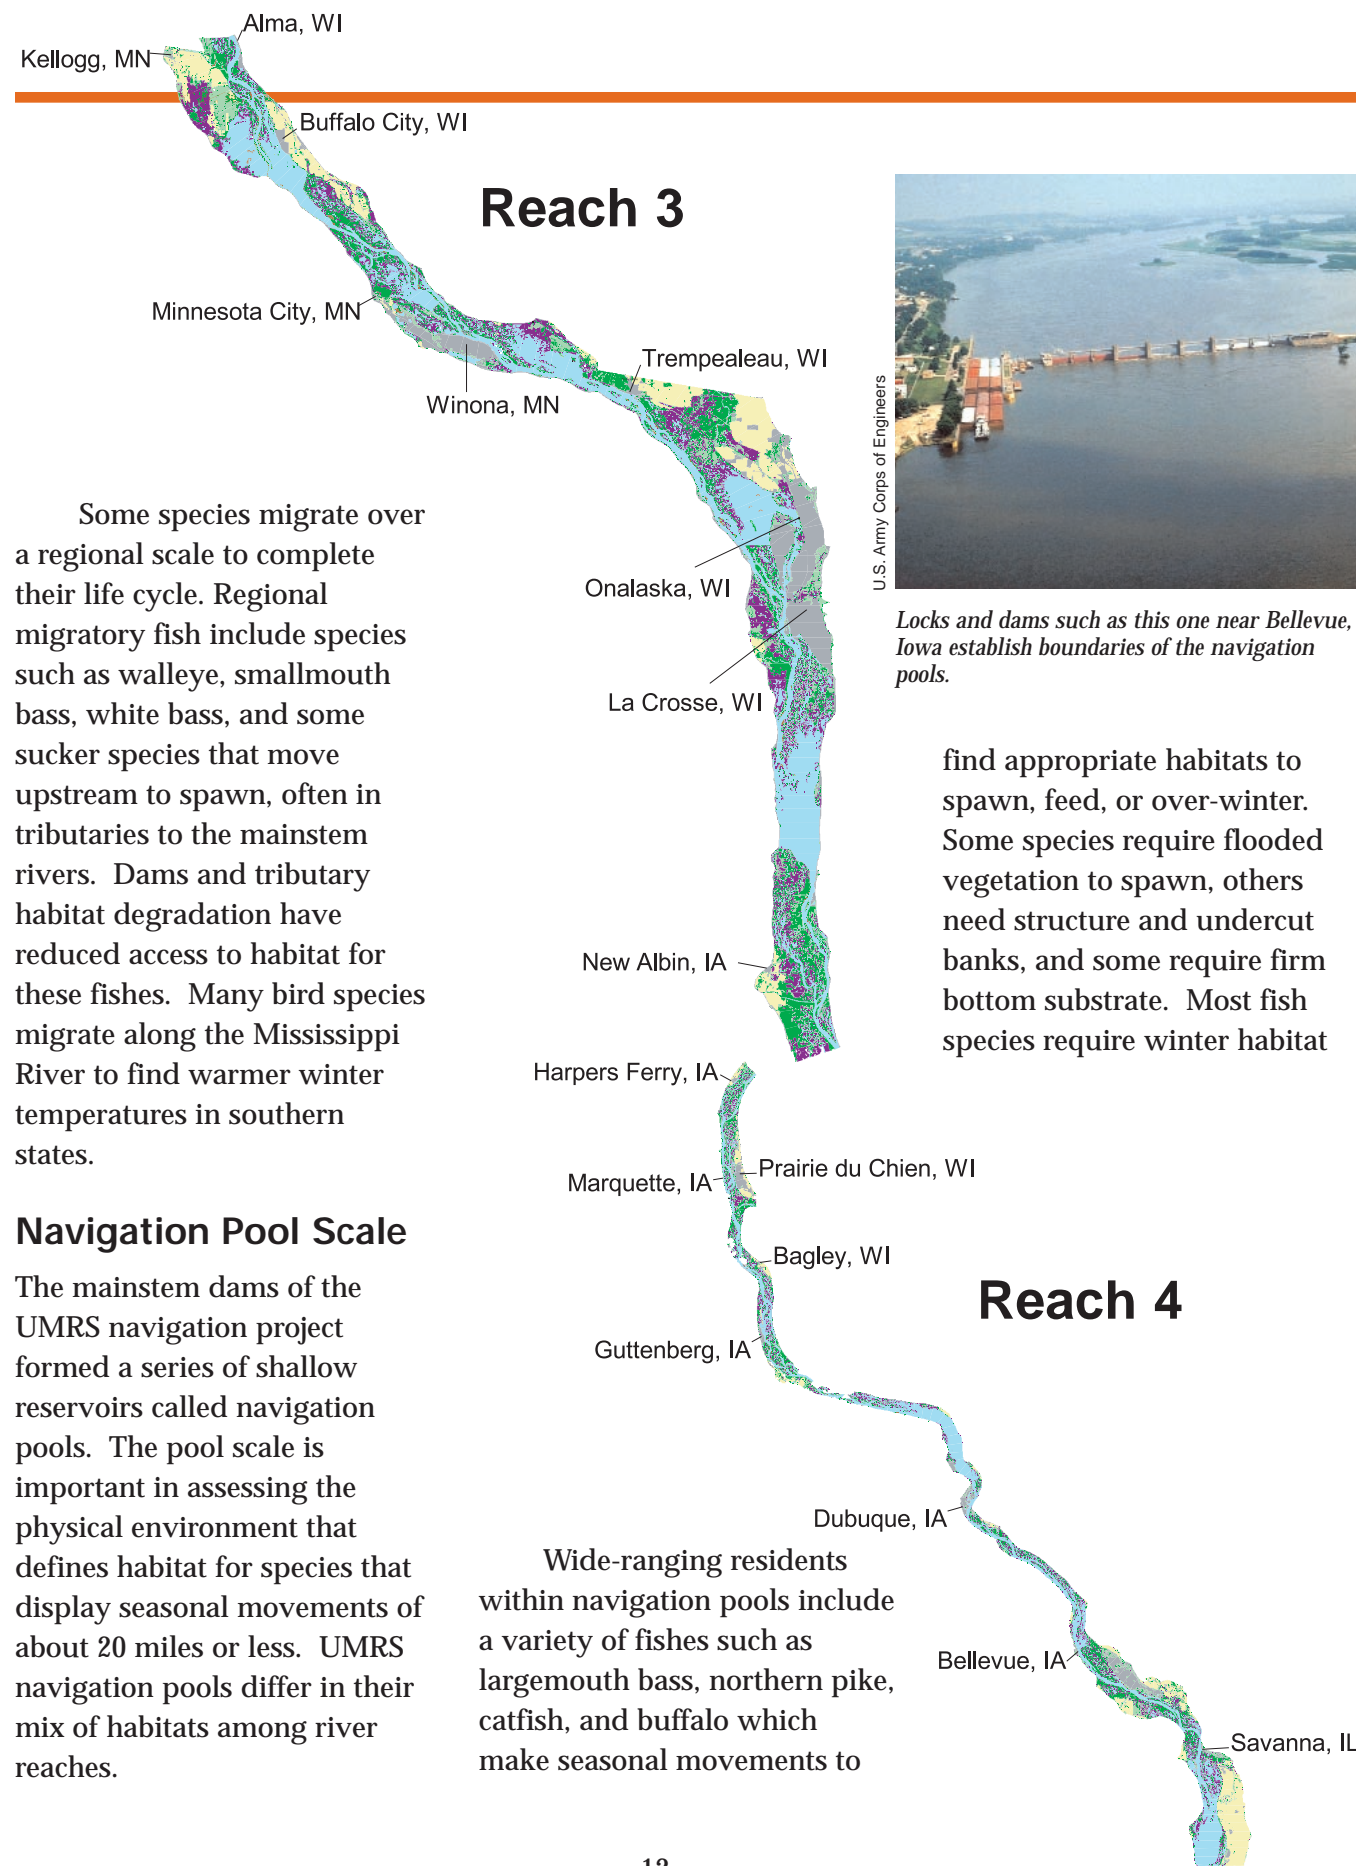 Alma, WI
Kellogg, MN
Buffalo City, WI
Reach 3
Minnesota City, MN
Trempealeau, WI
Winona, MN
Onalaska, WI
La Crosse, WI
New Albin, IA
Harpers Ferry, IA
Prairie du Chien, WI
Marquette, IA
Bagley, WI
Reach 4
Guttenberg, IA
Dubuque, IA
Bellevue, IA
Savanna, IL
U.S. Army Corps of Engineers
Locks and dams such as this one near Bellevue,
Iowa establish boundaries of the navigation
pools.
Some species migrate over
a regional scale to complete
their life cycle. Regional
migratory fish include species
such as walleye, smallmouth
bass, white bass, and some
sucker species that move
upstream to spawn, often in
tributaries to the mainstem
rivers. Dams and tributary
habitat degradation have
reduced access to habitat for
these fishes. Many bird species
migrate along the Mississippi
River to find warmer winter
temperatures in southern
states.
Navigation Pool Scale
The mainstem dams of the
UMRS navigation project
formed a series of shallow
reservoirs called navigation
pools. The pool scale is
important in assessing the
physical environment that
defines habitat for species that
display seasonal movements of
about 20 miles or less. UMRS
navigation pools differ in their
mix of habitats among river
reaches.
Wide-ranging residents
within navigation pools include
a variety of fishes such as
largemouth bass, northern pike,
catfish, and buffalo which
make seasonal movements to
find appropriate habitats to
spawn, feed, or over-winter.
Some species require flooded
vegetation to spawn, others
need structure and undercut
banks, and some require firm
bottom substrate. Most fish
species require winter habitat